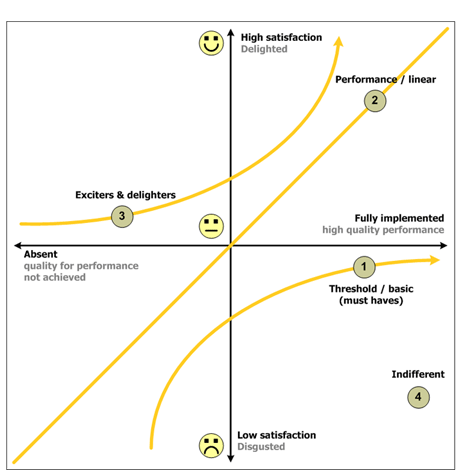 High satisfaction
Delighted
Performance / linear
2
Exciters & delighters
3
Fully implemented
high quality performance
Absent
quality for performance
not achieved
1
Threshold / basic
(must haves)
Indifferent
4
Low satisfaction
Disgusted